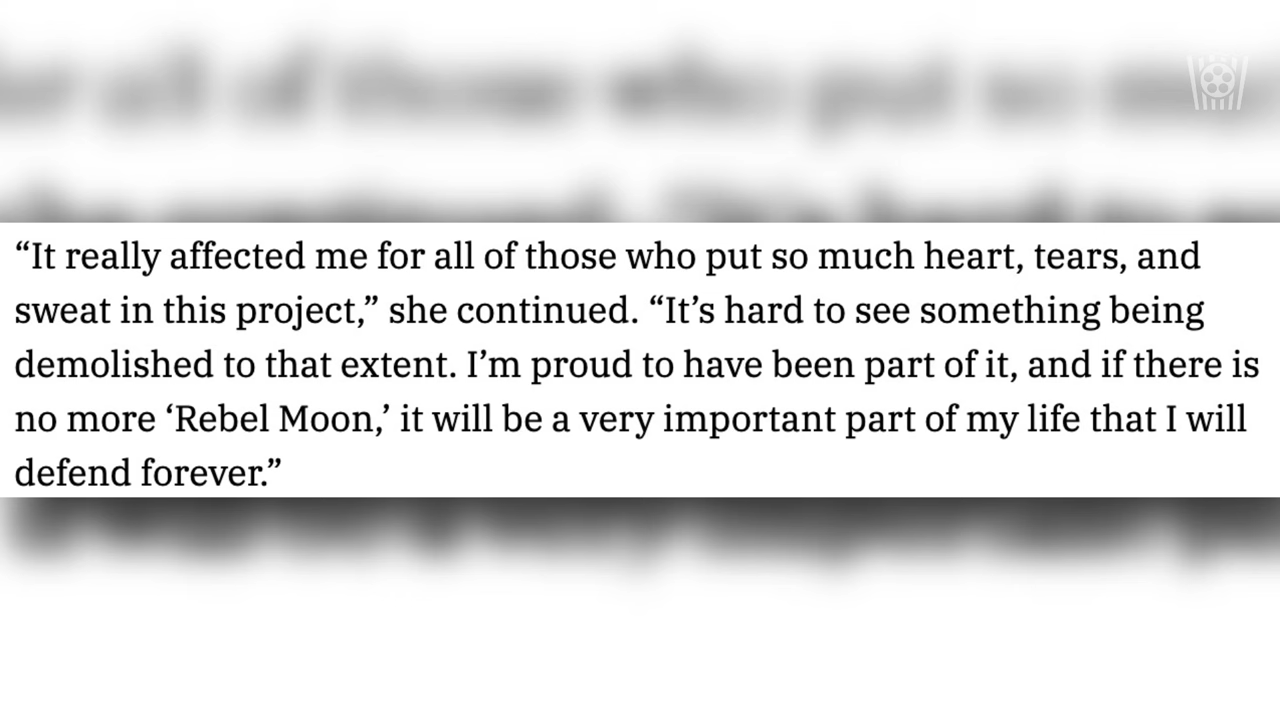 “It really affected me for all of those who put so much heart, tears, and
sweat in this project,” she continued. “It’s hard to see something being
demolished to that extent. I’m proud to have been part of it, and if there is
no more ‘Rebel Moon,’ it will be a very important part of my life that I will
defend forever.”